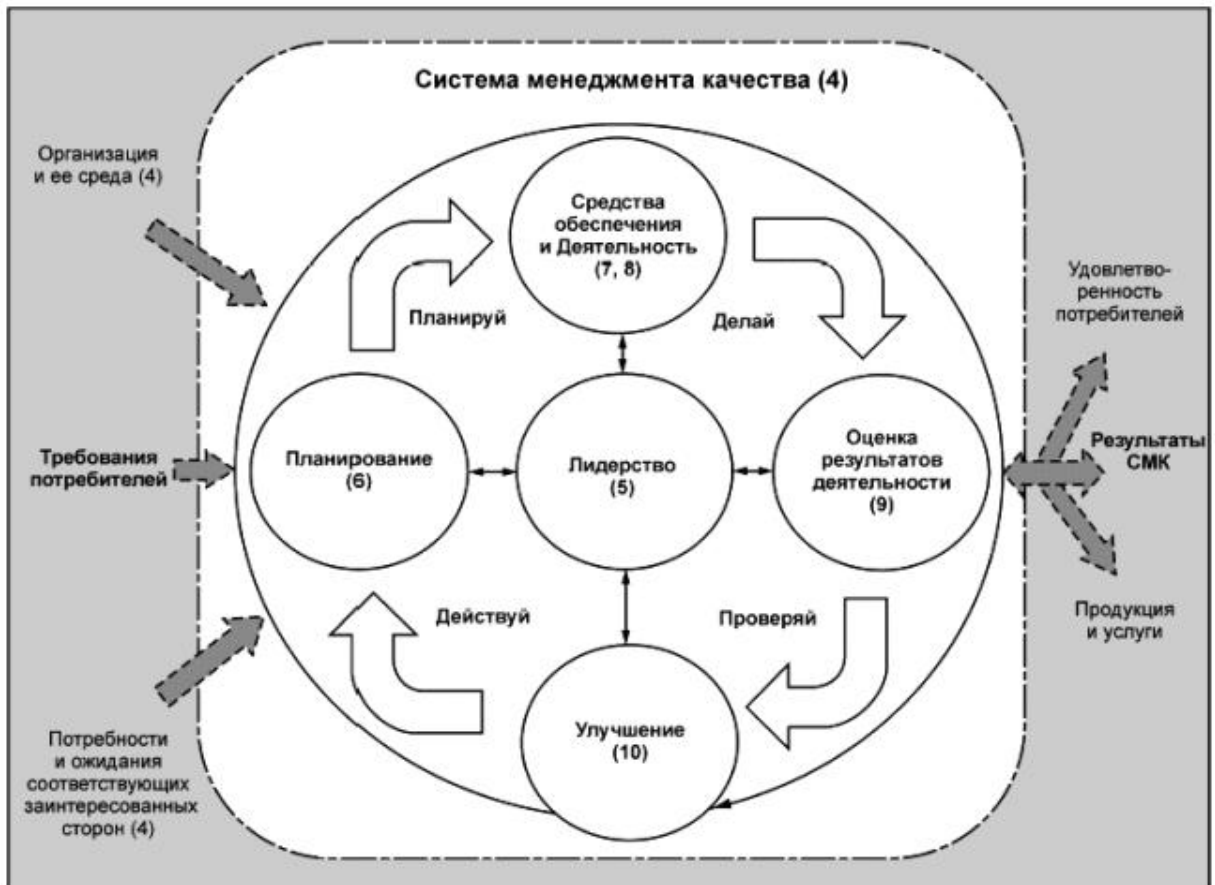 Система менеджмента качества (4)
Организация
и ее среда (4)
Средства
обеспечения
и Деятельность
(7, 8)
Планируй
Делай
Удовлетво-
ренность
потребителей
Требования
потребителей
Планирование
(6)
Лидерство
(5)
Оценка
результатов
деятельности
(9)
Результаты
СМК
Действуй
Проверяй
Продукция
и услуги
Улучшение
(10)
Потребности
и ожидания
соответствующих
заинтересованных
сторон (4)